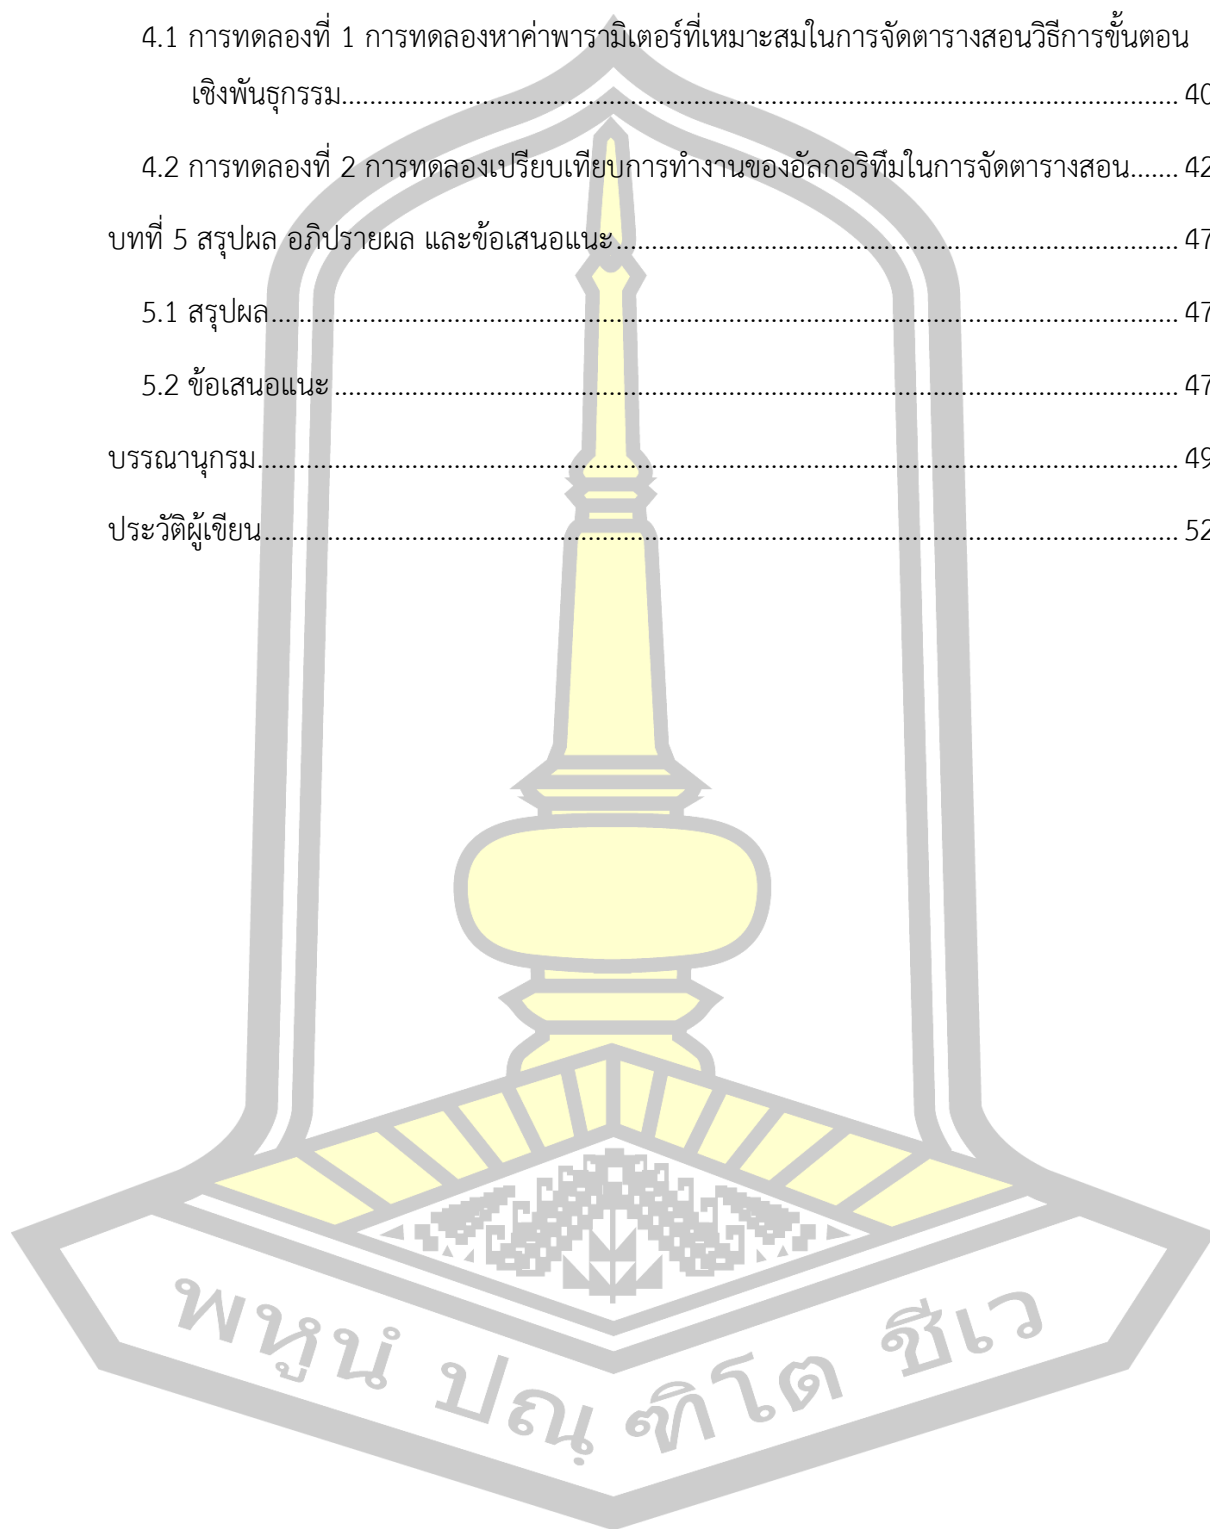 4.1 การทดลองที่ 1 การทดลองหาค่าพารามิเตอร์ที่เหมาะสมในการจัดตารางสอนวิธีการขั้นตอน
เชิงพันธุกรรม.................................................................................................................. 40
4.2 การทดลองที่ 2 การทดลองเปรียบเทียบการทำงานของอัลกอริทึมในการจัดตารางสอน....... 42
บทที่ 5 สรุปผล อภิปรายผล และข้อเสนอแนะ............................................................................ 47
5.1 สรุปผล............................................................................................................................ 47
5.2 ข้อเสนอแนะ................................................................................................................... 47
บรรณานุกรม............................................................................................................................. 49
ประวัติผู้เขียน............................................................................................................................ 52
พหูนํ ปณฺฑิโต ชีเว